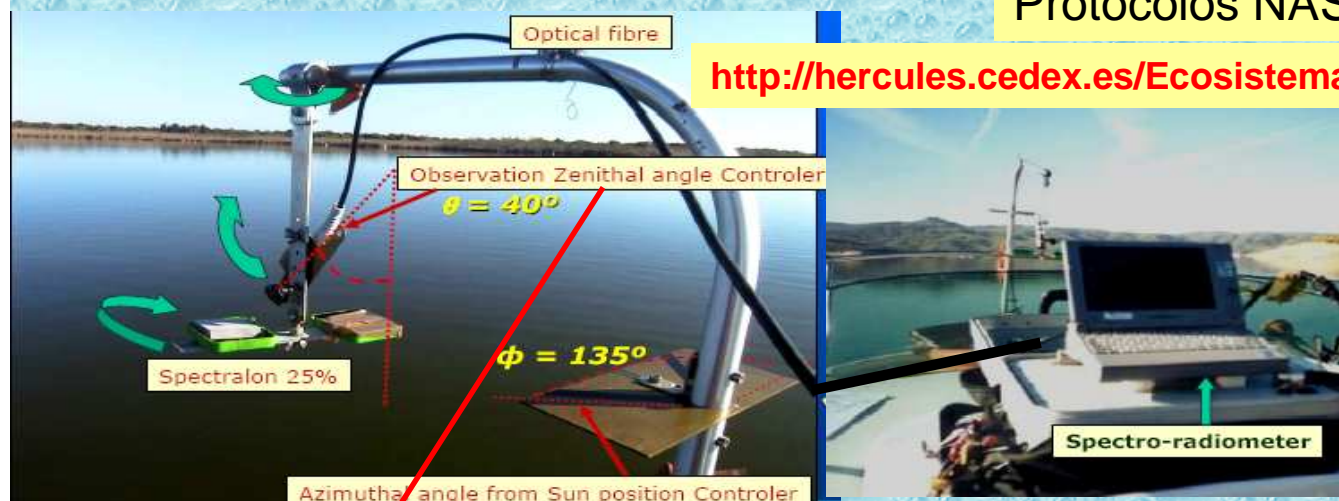 Protocolos NAS
Optical fibre
http://hercules.cedex.es/Ecosistema
Observation Zenithal angle Controler
θ = 40º
ϕ = 135º
Spectralon 25%
Spectro-radiometer
Azimuthal angle from Sun position Controler